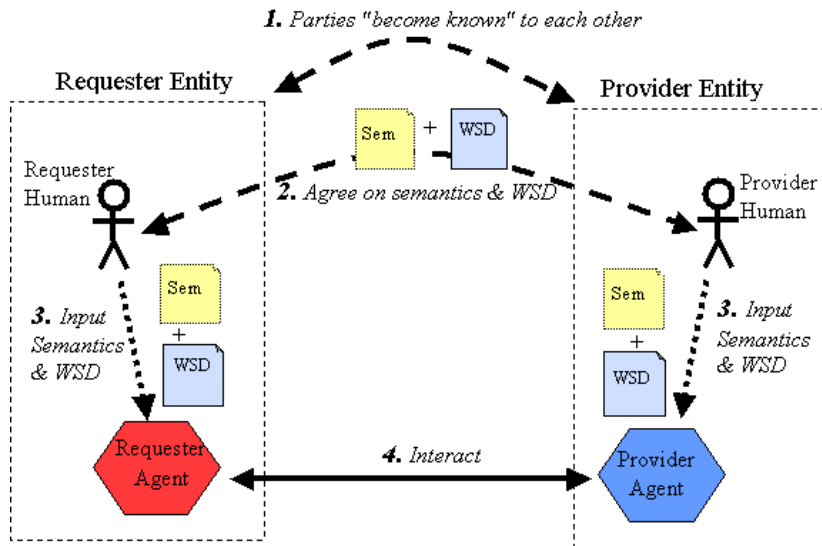 1. Parties "become known" to each other
Requester Entity
Provider Entity
Sem
+
WSD
Requester
Human
2. Agree on semantics & WSD
Provider
Human
Sem
+
WSD
3. Input
Semantics
& WSD
Sem
+
WSD
3. Input
Semantics
& WSD
Requester
Agent
4. Interact
Provider
Agent